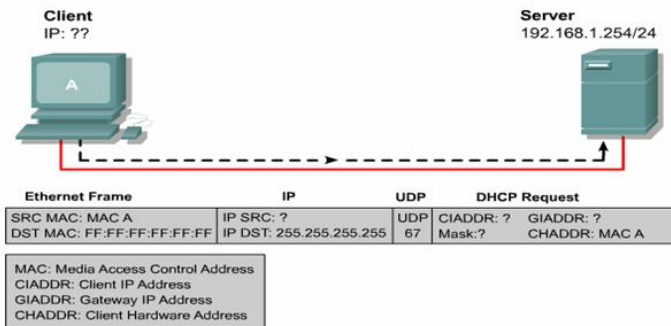 Client
IP: ??
Server
192.168.1.254/24
A
Ethernet Frame IP UDP DHCP Request
SRC MAC: MAC A IP SRC: ? UDP CIADDR: ? GIADDR: ?
DST MAC: FF:FF:FF:FF:FF:FF IP DST: 255.255.255.255 67 Mask:? CHADDR: MAC A
MAC: Media Access Control Address
CIADDR: Client IP Address
GIADDR: Gateway IP Address
CHADDR: Client Hardware Address